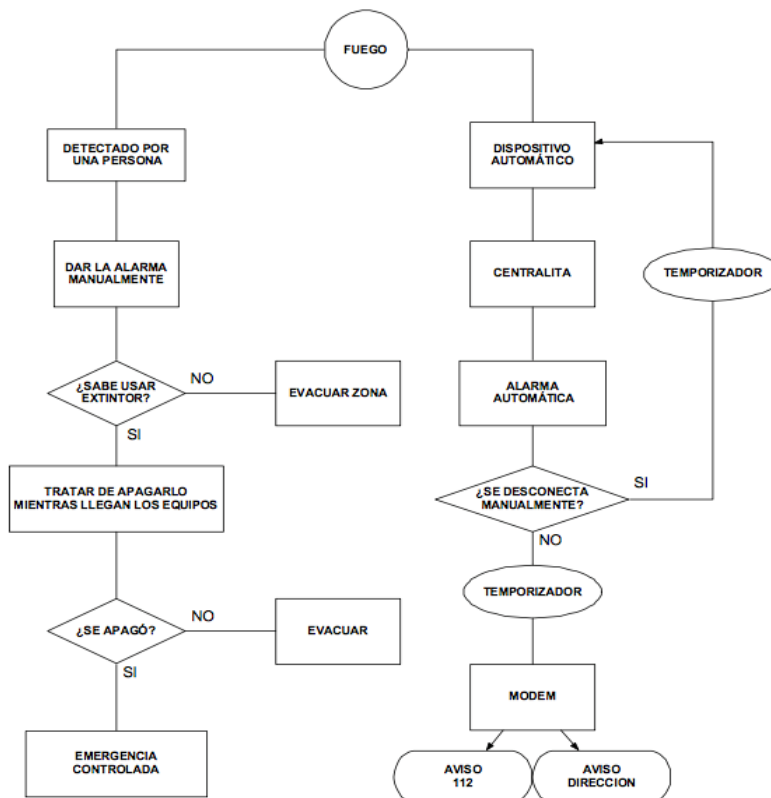 FUEGO
DETECTADO POR
UNA PERSONA
DISPOSITIVO
AUTOMÁTICO
DAR LA ALARMA
MANUALMENTE
CENTRALITA
TEMPORIZADOR
¿SABE USAR
EXTINTOR?
NO
EVACUAR ZONA
ALARMA
AUTOMÁTICA
SI
TRATAR DE APAGARLO
MIENTRAS LLEGAN LOS EQUIPOS
¿SE DESCONECTA
MANUALMENTE?
SI
NO
TEMPORIZADOR
¿SE APAGÓ?
NO
EVACUAR
SI
MODEM
EMERGENCIA
CONTROLADA
AVISO
112
AVISO
DIRECCION